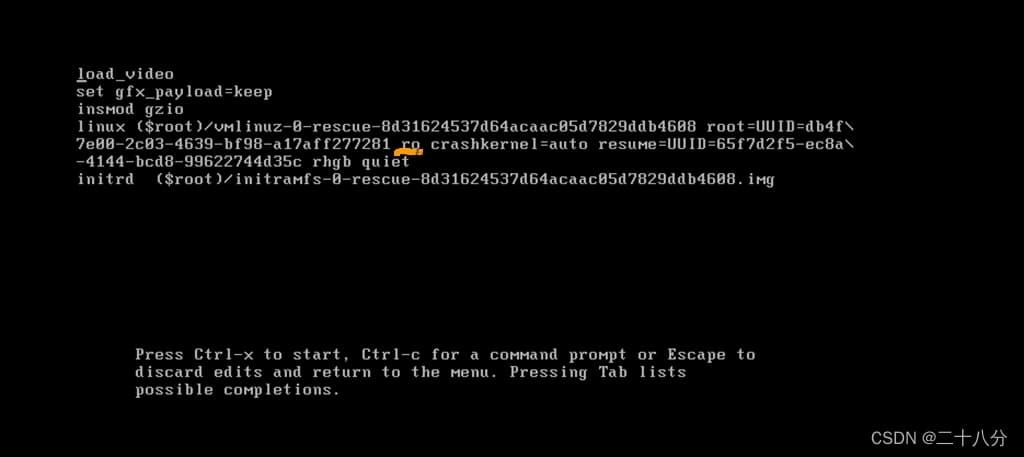 load_video
set gfx_payload=keep
insmod gzio
linux ($root)/vmlinuz-0-rescue-8d31624537d64acaac05d7829ddb4608 root=UUID=db4f\
7e00-2c03-4639-bf98-a17aff277281 ro crashkernel=auto resume=UUID=65f7d2f5-ec8a\
-4144-bcd8-99622744d35c rhgb quiet
initrd  ($root)/initramfs-0-rescue-8d31624537d64acaac05d7829ddb4608.img
Press Ctrl-x to start, Ctrl-c for a command prompt or Escape to
discard edits and return to the menu. Pressing Tab lists
possible completions.
CSDN @二十八分